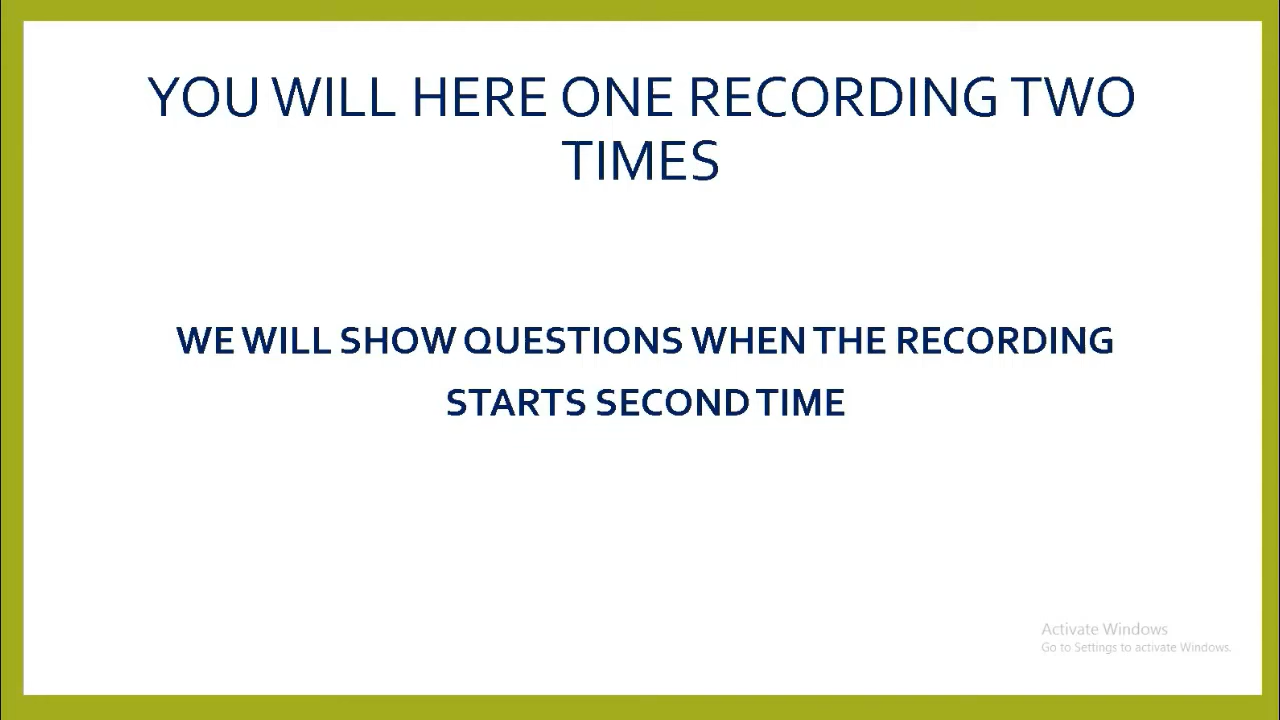 YOU WILL HERE ONE RECORDING TWO
TIMES
WE WILL SHOW QUESTIONS WHEN THE RECORDING
STARTS SECOND TIME
Activate Windows
Go to Settings to activate Windows.